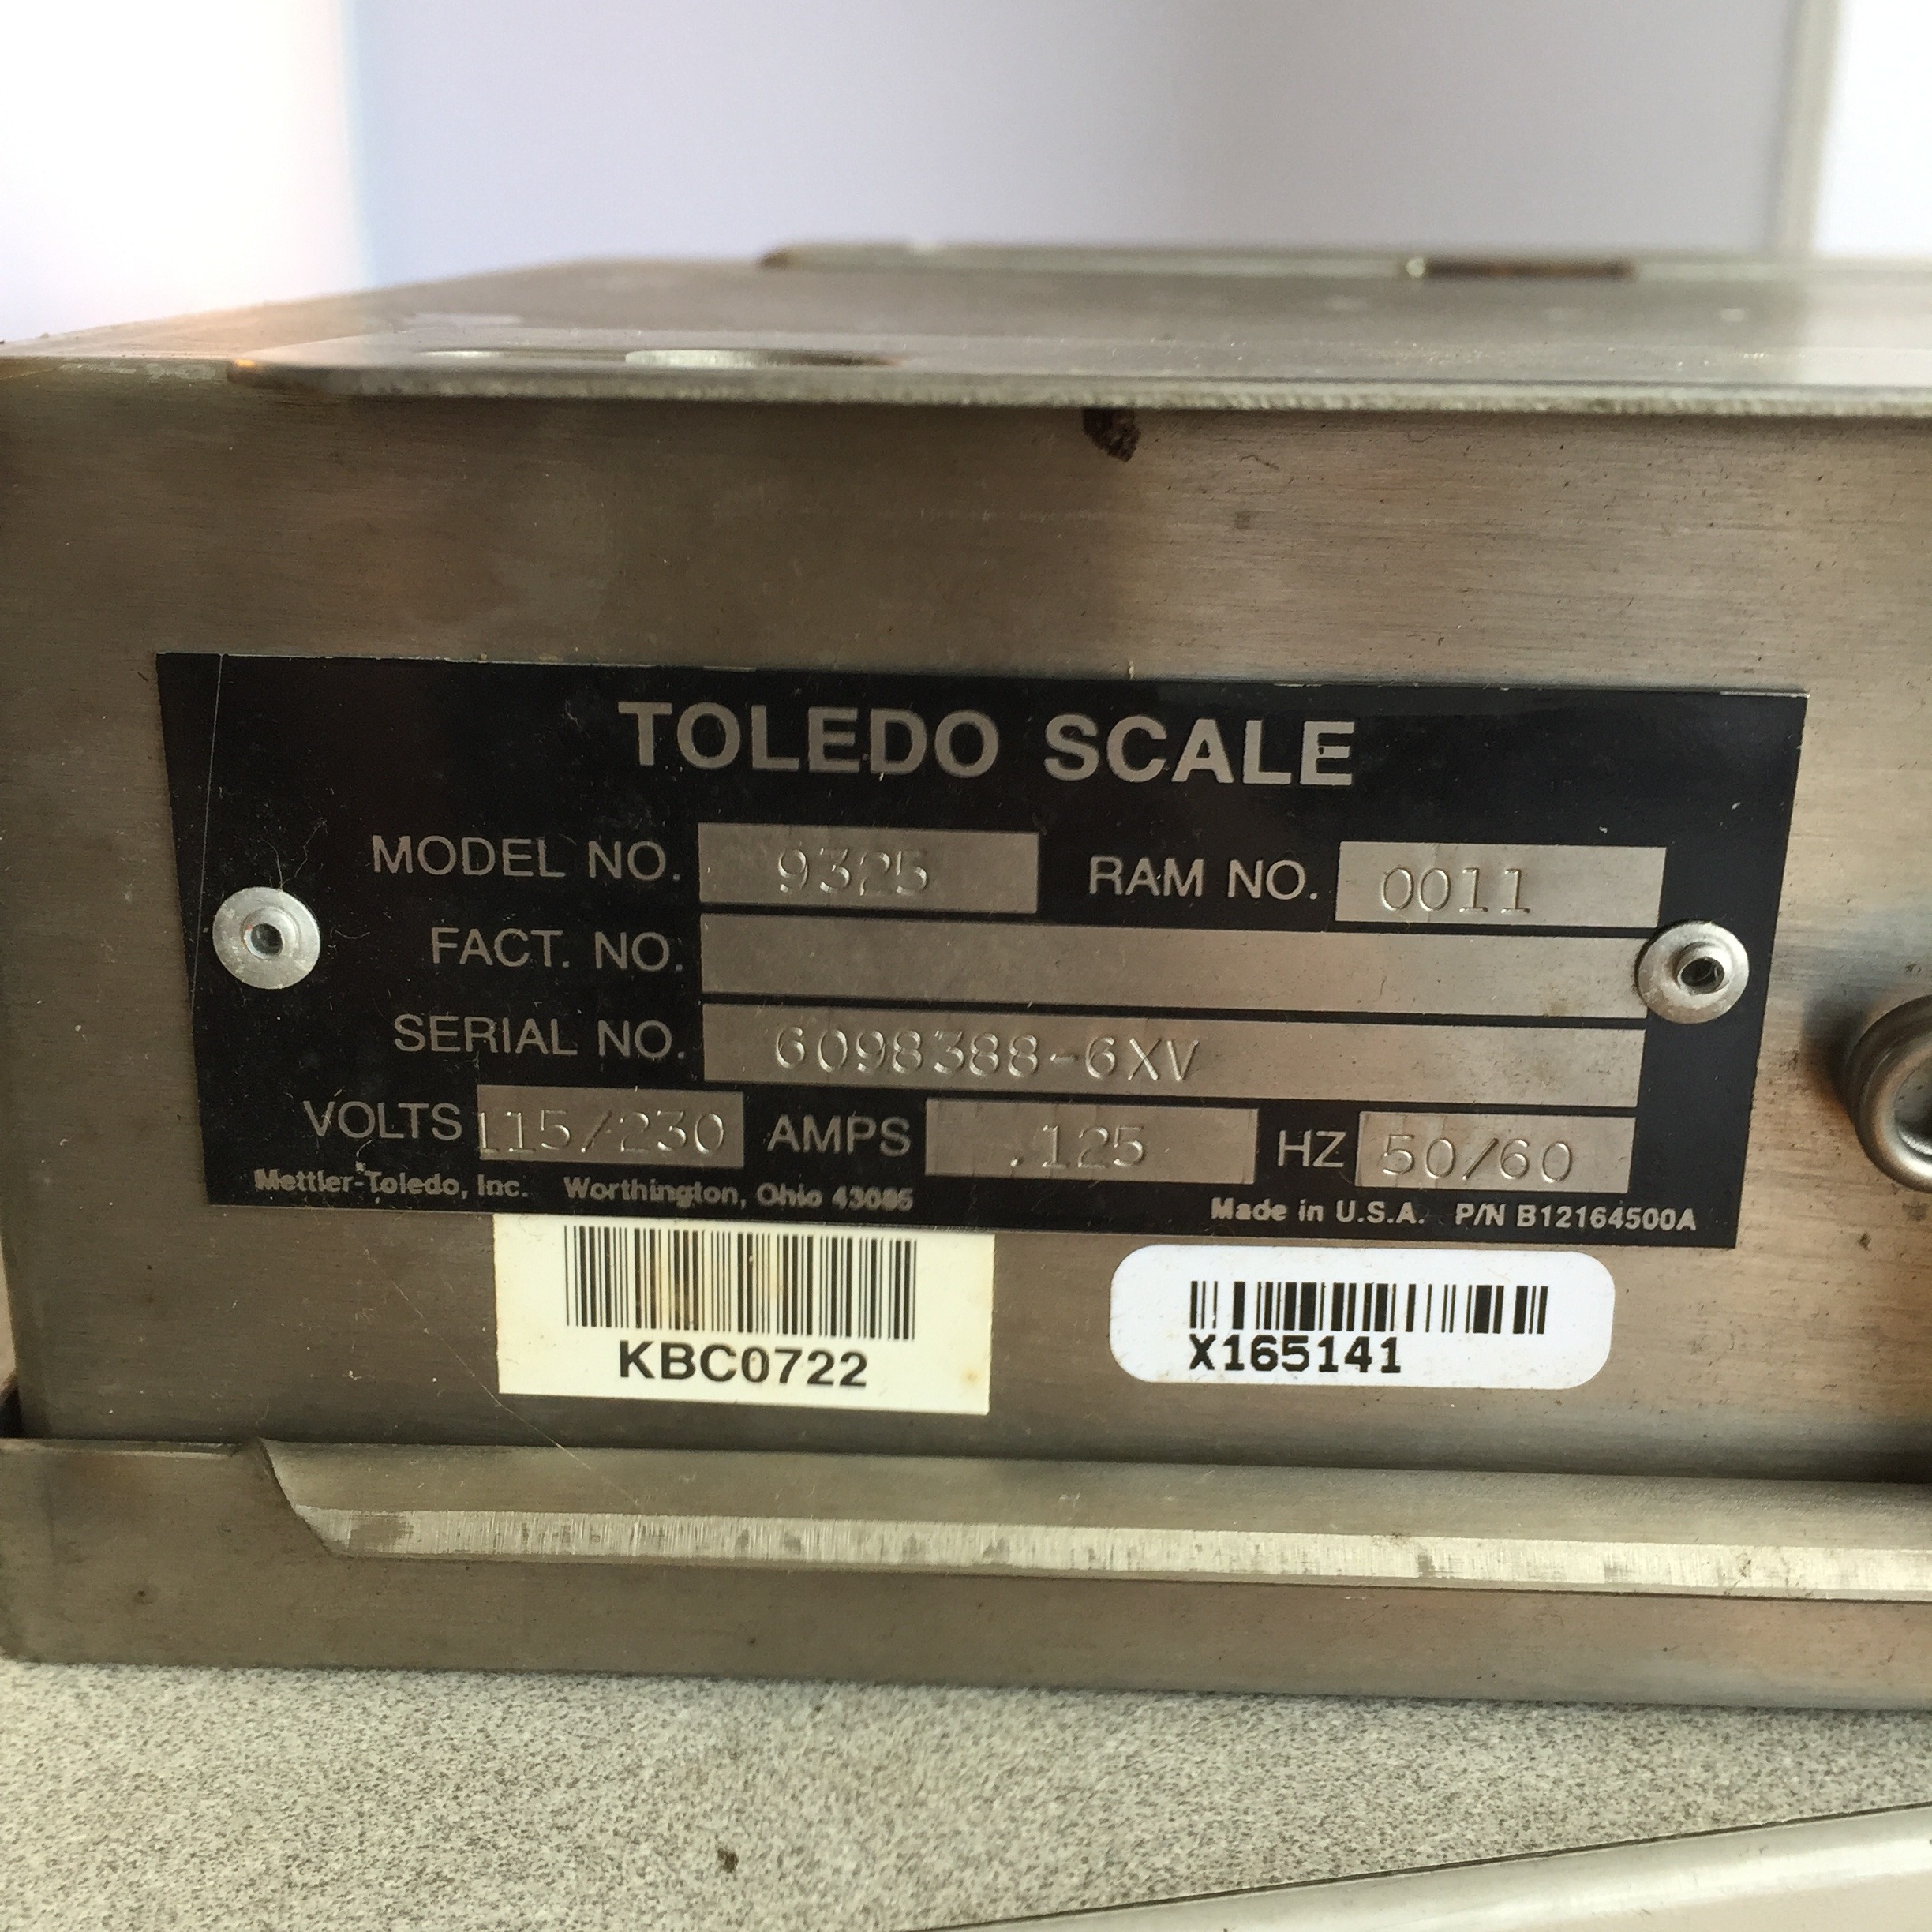 TOLEDO SCALE
MODEL NO. 9325 RAM NO. 0011
FACT. NO.
SERIAL NO. 6098388-6XV
VOLTS 115/230 AMPS .125 HZ 50/60
Mettler-Toledo, Inc. Worthington, Ohio 43085 Made in U.S.A. P/N B12164500A
KBC0722
X165141